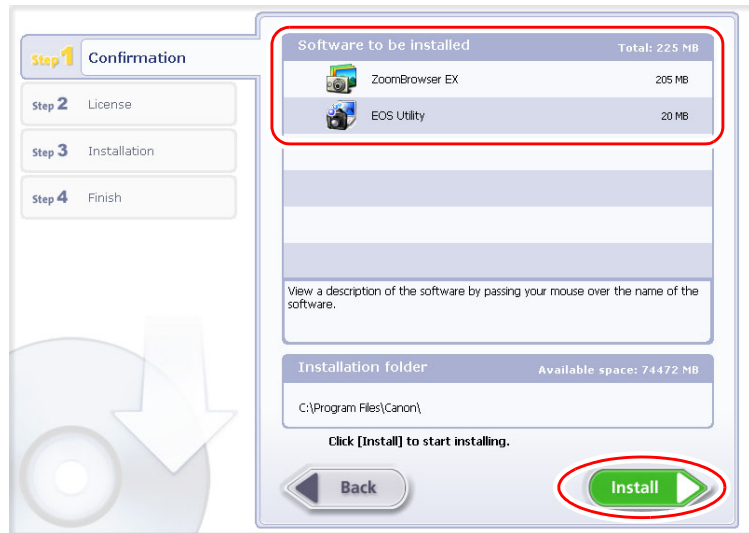 Step 1 Confirmation
Step 2 License
Step 3 Installation
Step 4 Finish
Software to be installed Total: 225 MB
ZoomBrowser EX 205 MB
EOS Utility 20 MB
View a description of the software by passing your mouse over the name of the
software.
Installation folder Available space: 74472 MB
C:\Program Files\Canon\
Click [Install] to start installing.
Back Install